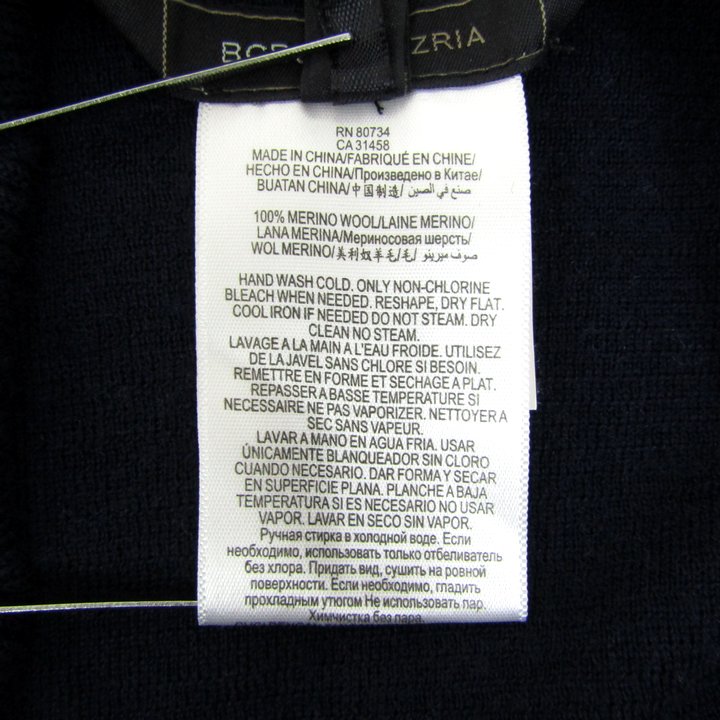 ZRIA
RN 80734
CA 31458
MADE IN CHINA/FABRIQUÉ EN CHINE/
HECHO EN CHINA/Произведено в Китае/
BUATAN CHINA/中国制造/ صنع في الصين
100% MERINO WOOL/LAINE MERINO/
LANA MERINA/Мериносовая шерсть/
WOL MERINO/美利奴羊毛/毛/ صوف ميرينو
HAND WASH COLD. ONLY NON-CHLORINE
BLEACH WHEN NEEDED. RESHAPE, DRY FLAT.
COOL IRON IF NEEDED DO NOT STEAM. DRY
CLEAN NO STEAM.
LAVAGE A LA MAIN A L'EAU FROIDE. UTILISEZ
DE LA JAVEL SANS CHLORE SI BESOIN.
REMETTRE EN FORME ET SECHAGE A PLAT.
REPASSER A BASSE TEMPERATURE SI
NECESSAIRE NE PAS VAPORIZER. NETTOYER A
SEC SANS VAPEUR.
LAVAR A MANO EN AGUA FRIA. USAR
ÚNICAMENTE BLANQUEADOR SIN CLORO
CUANDO NECESARIO. DAR FORMA Y SECAR
EN SUPERFICIE PLANA. PLANCHE A BAJA
TEMPERATURA SI ES NECESARIO NO USAR
VAPOR. LAVAR EN SECO SIN VAPOR.
Ручная стирка в холодной воде. Если
необходимо, использовать только отбеливатель
без хлора. Придать вид, сушить на ровной
поверхности. Если необходимо, гладить
прохладным утюгом Не использовать пар.
Химчистка без пара.